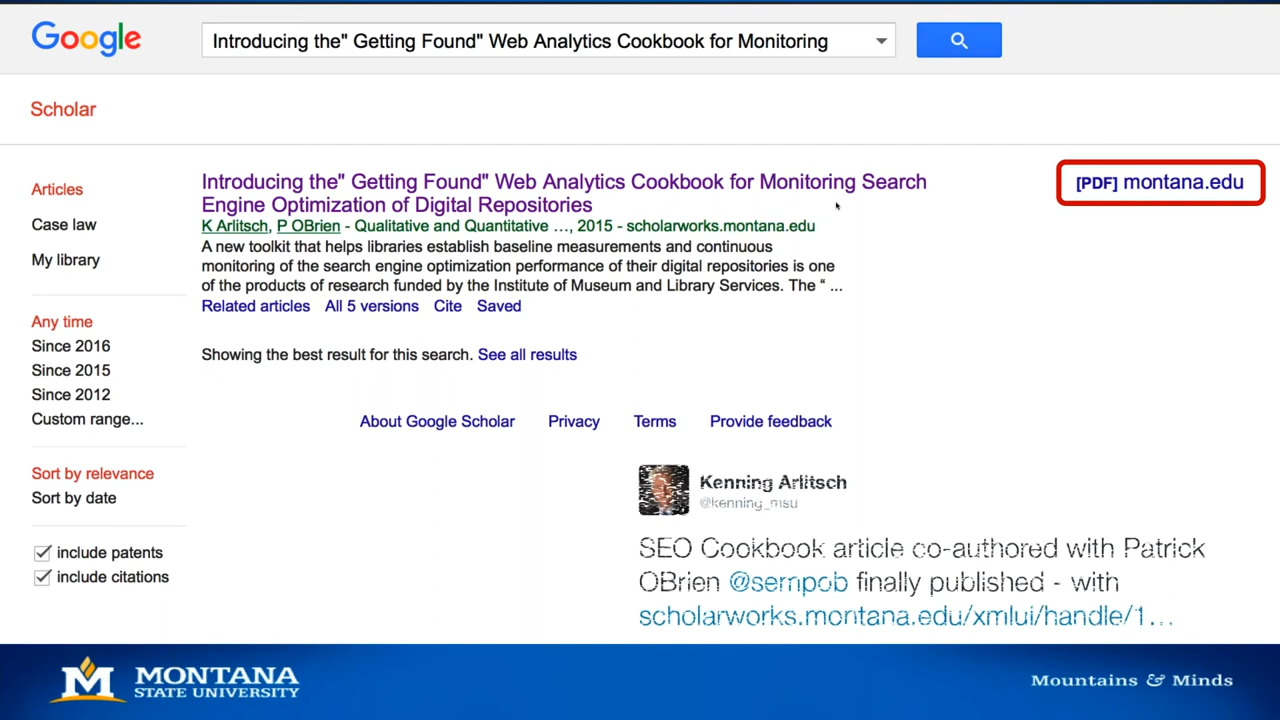 Google
Introducing the" Getting Found" Web Analytics Cookbook for Monitoring
Scholar
Articles
Case law
My library
Any time
Since 2016
Since 2015
Since 2012
Custom range...
Sort by relevance
Sort by date
include patents
include citations
Introducing the" Getting Found" Web Analytics Cookbook for Monitoring Search
Engine Optimization of Digital Repositories
K Arlitsch, P OBrien - Qualitative and Quantitative …, 2015 - scholarworks.montana.edu
A new toolkit that helps libraries establish baseline measurements and continuous
monitoring of the search engine optimization performance of their digital repositories is one
of the products of research funded by the Institute of Museum and Library Services. The “ ...
Related articles All 5 versions Cite Saved
[PDF] montana.edu
Showing the best result for this search. See all results
About Google Scholar Privacy Terms Provide feedback
Kenning Arlitsch
@kenning_msu
SEO Cookbook article co-authored with Patrick
OBrien @sempob finally published - with
scholarworks.montana.edu/xmlui/handle/1…
M MONTANA
STATE UNIVERSITY
Mountains & Minds